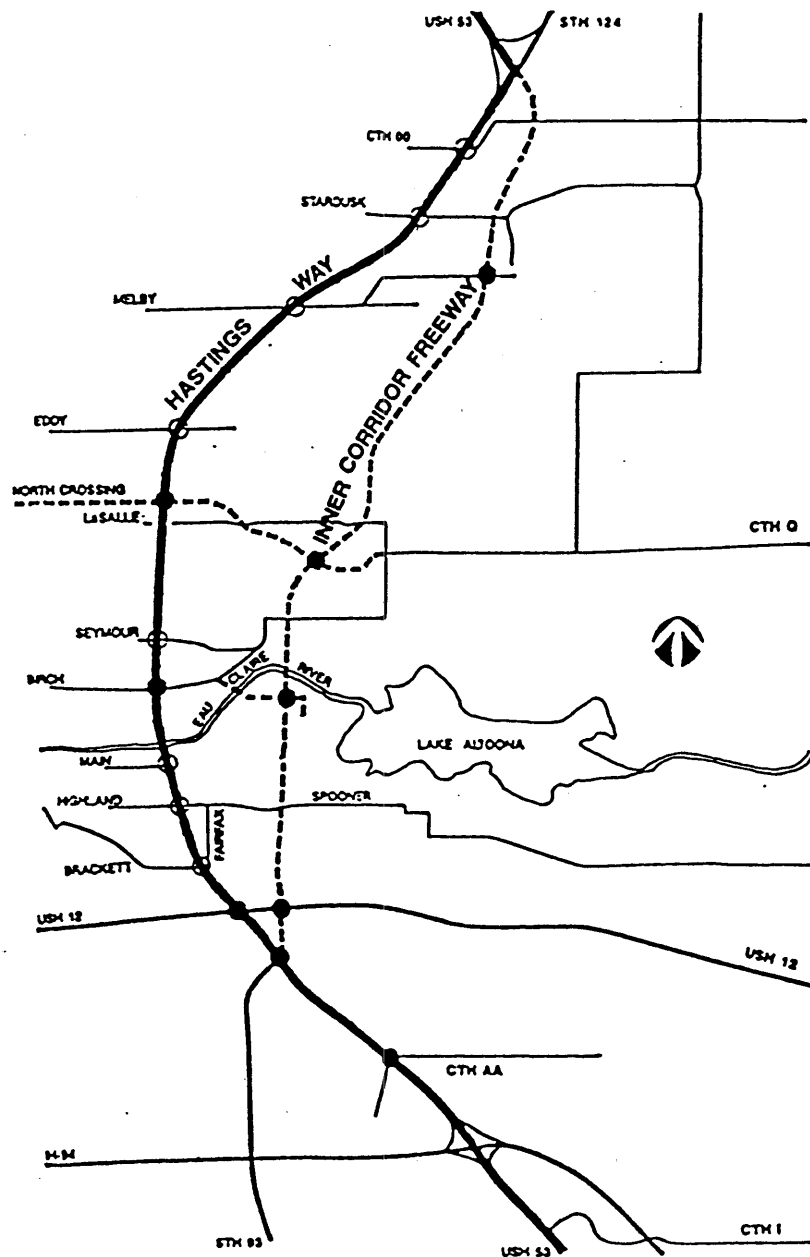 USH 53
STH 124
CTH OO
STARDUSK
HASTINGS WAY
MELBY
INNER CORRIDOR FREEWAY
EDDY
NORTH CROSSING
LaSALLE
CTH Q
SEYMOUR
BIRCH
EAU CLAIRE RIVER
LAKE ALTOONA
MAIN
HIGHLAND
SPOONER
FAIRFAX
BRACKETT
USH 12
USH 12
CTH AA
IH-94
STH 93
USH 53
CTH I